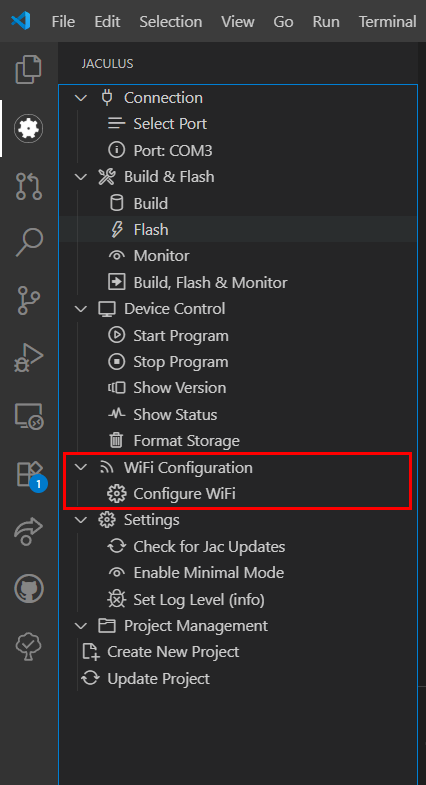 File Edit Selection View Go Run Terminal
JACULUS
Connection
Select Port
Port: COM3
Build & Flash
Build
Flash
Monitor
Build, Flash & Monitor
Device Control
Start Program
Stop Program
Show Version
Show Status
Format Storage
WiFi Configuration
Configure WiFi
Settings
Check for Jac Updates
Enable Minimal Mode
Set Log Level (info)
Project Management
Create New Project
Update Project
1